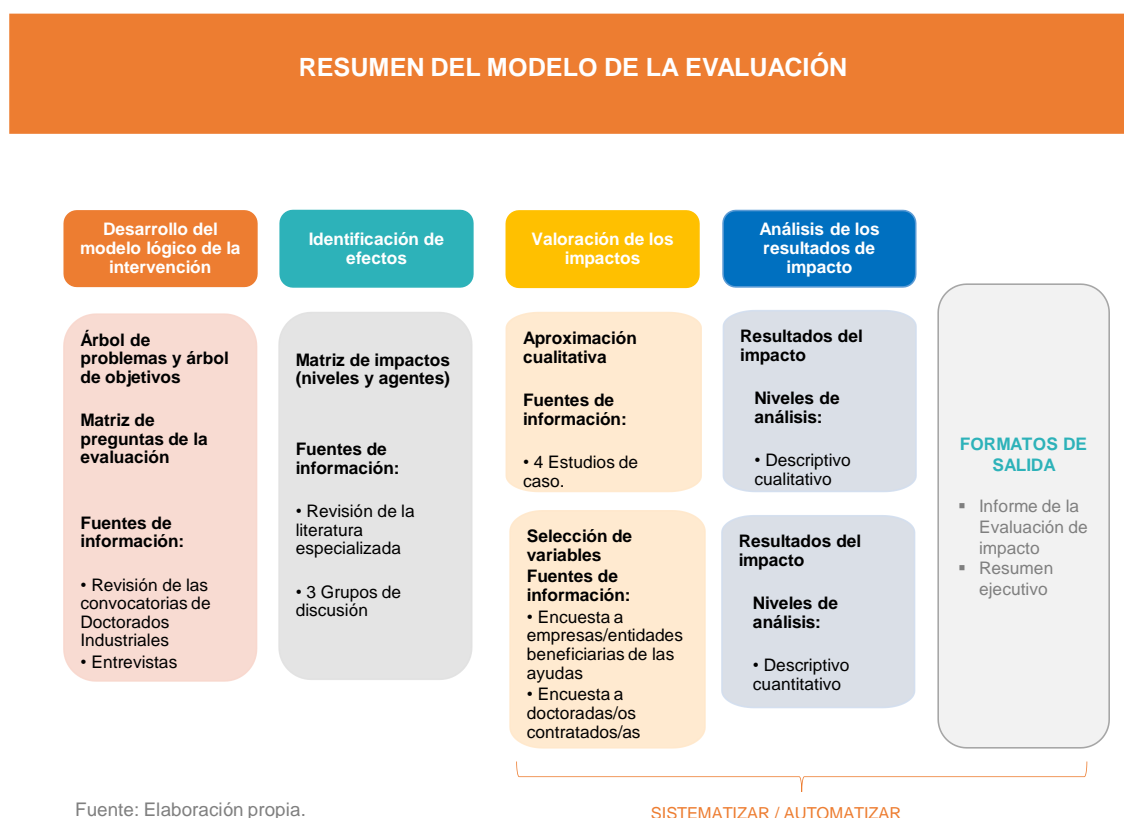 RESUMEN DEL MODELO DE LA EVALUACIÓN
Desarrollo del
modelo lógico de la
intervención
Árbol de
problemas y árbol
de objetivos
Matriz de
preguntas de la
evaluación
Fuentes de
información:
• Revisión de las
convocatorias de
Doctorados
Industriales
• Entrevistas
Identificación de
efectos
Matriz de impactos
(niveles y agentes)
Fuentes de
información:
• Revisión de la
literatura
especializada
• 3 Grupos de
discusión
Valoración de los
impactos
Aproximación
cualitativa
Fuentes de
información:
• 4 Estudios de
caso.
Selección de
variables
Fuentes de
información:
• Encuesta a
empresas/entidades
beneficiarias de las
ayudas
• Encuesta a
doctoradas/os
contratados/as
Análisis de los
resultados de
impacto
Resultados del
impacto
Niveles de
análisis:
• Descriptivo
cualitativo
Resultados del
impacto
Niveles de
análisis:
• Descriptivo
cuantitativo
FORMATOS DE
SALIDA
▪ Informe de la
Evaluación de
impacto
▪ Resumen
ejecutivo
Fuente: Elaboración propia.
SISTEMATIZAR / AUTOMATIZAR